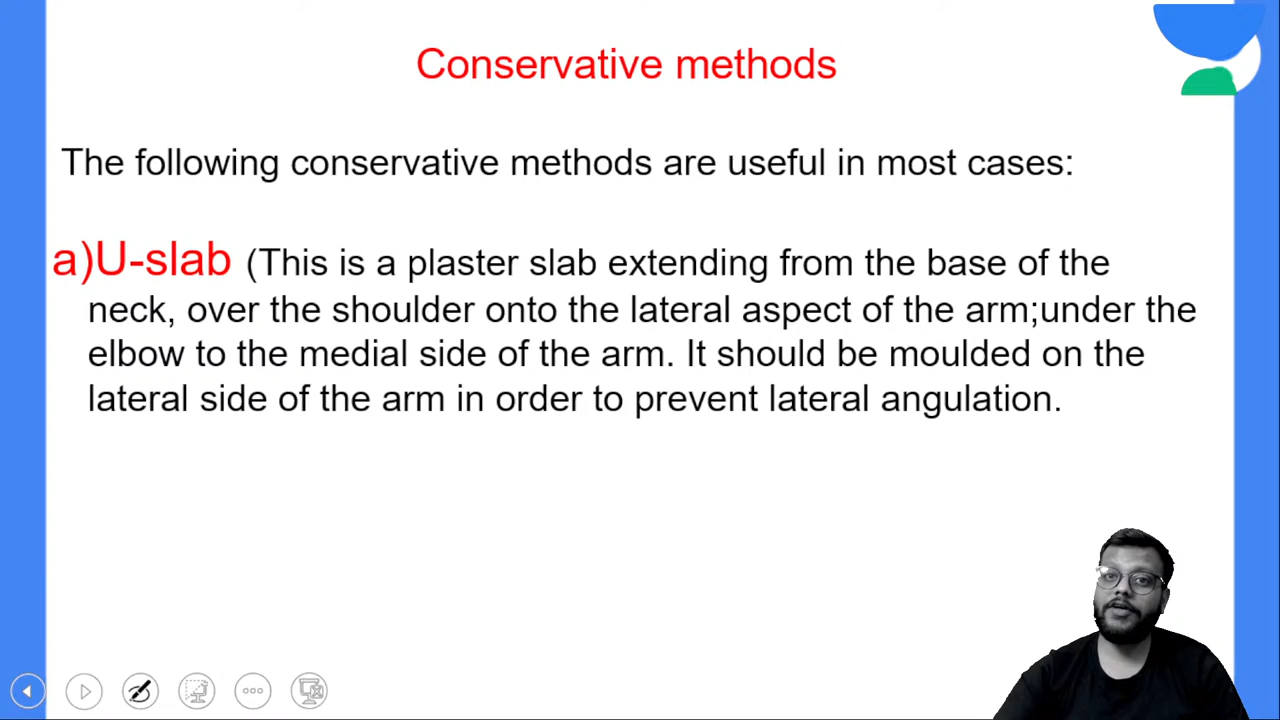 Conservative methods
The following conservative methods are useful in most cases:
a)U-slab (This is a plaster slab extending from the base of the
neck, over the shoulder onto the lateral aspect of the arm;under the
elbow to the medial side of the arm. It should be moulded on the
lateral side of the arm in order to prevent lateral angulation.